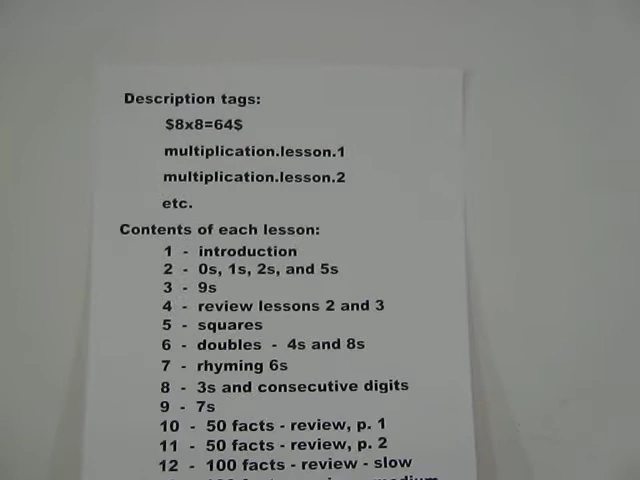 Description tags:
$8x8=64$
multiplication.lesson.1
multiplication.lesson.2
etc.
Contents of each lesson:
1 - introduction
2 - 0s, 1s, 2s, and 5s
3 - 9s
4 - review lessons 2 and 3
5 - squares
6 - doubles - 4s and 8s
7 - rhyming 6s
8 - 3s and consecutive digits
9 - 7s
10 - 50 facts - review, p. 1
11 - 50 facts - review, p. 2
12 - 100 facts - review - slow